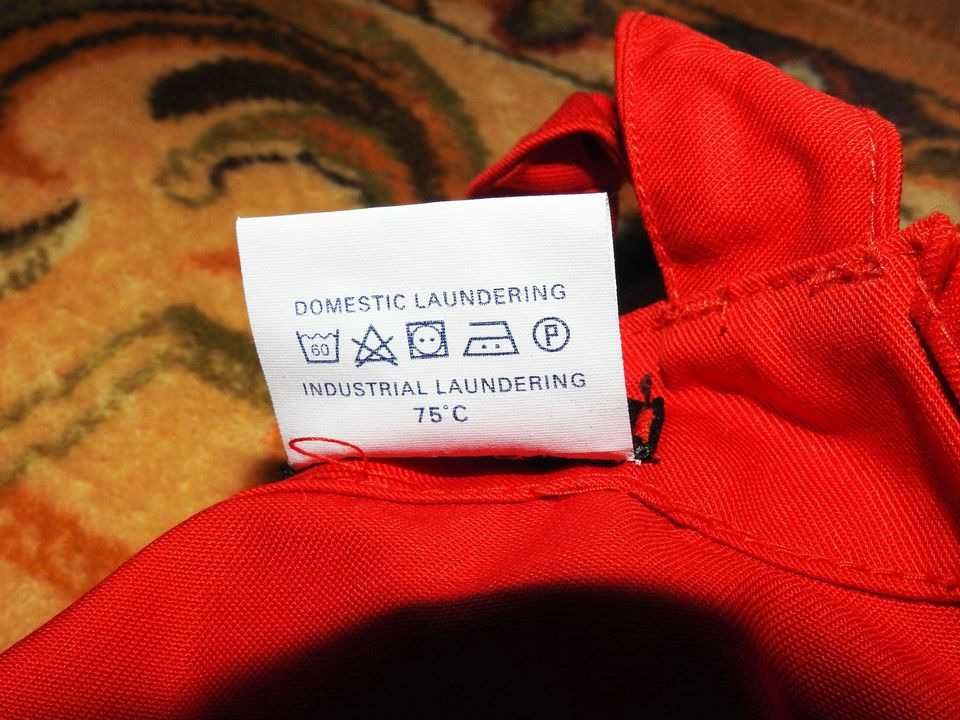 DOMESTIC LAUNDERING
60 P
INDUSTRIAL LAUNDERING
75°C